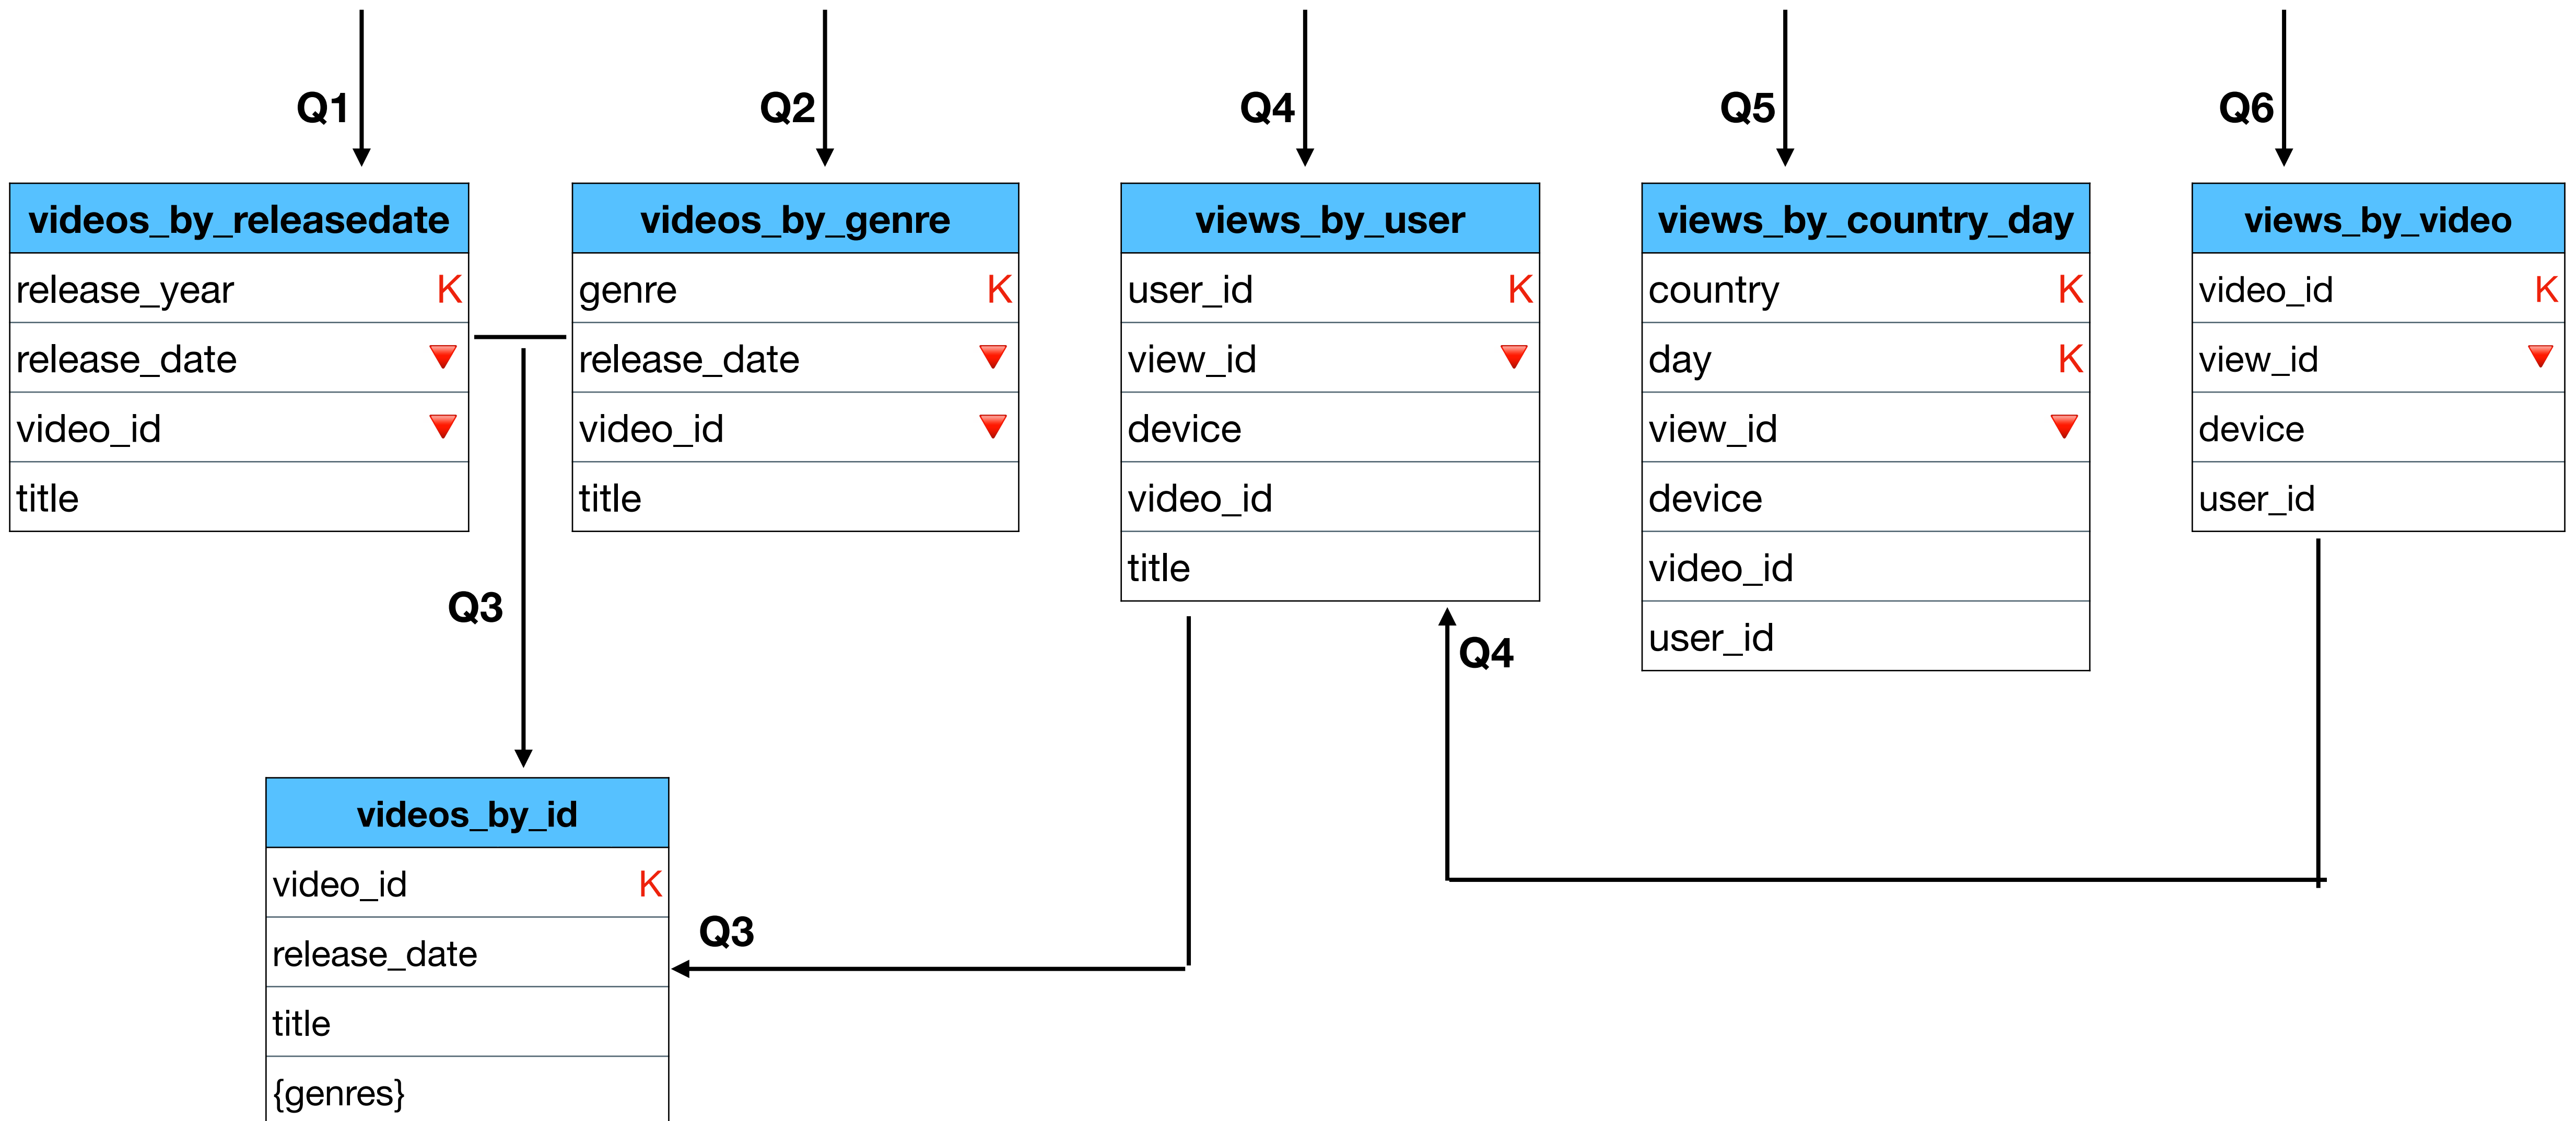 Q1
Q2
Q4
Q5
Q6
videos_by_releasedate
release_year K
release_date
video_id
title
videos_by_genre
genre K
release_date
video_id
title
views_by_user
user_id K
view_id
device
video_id
title
views_by_country_day
country K
day K
view_id
device
video_id
user_id
views_by_video
video_id K
view_id
device
user_id
Q3
Q4
videos_by_id
video_id K
release_date
title
{genres}
Q3